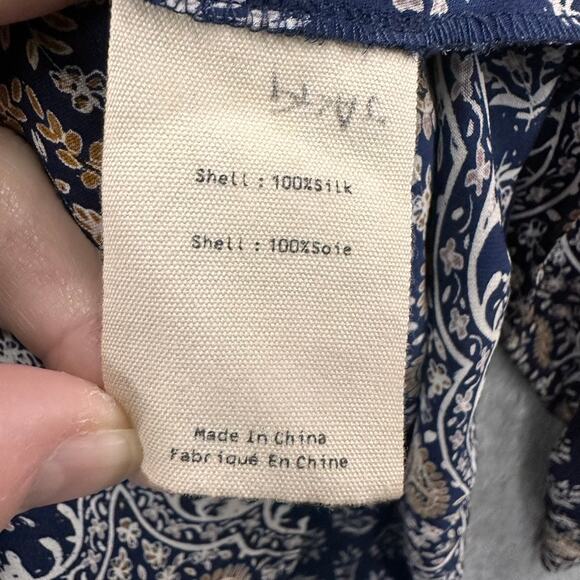 Shell : 100%Silk
Shell : 100%Soie
Made In China
Fabriqué En Chine